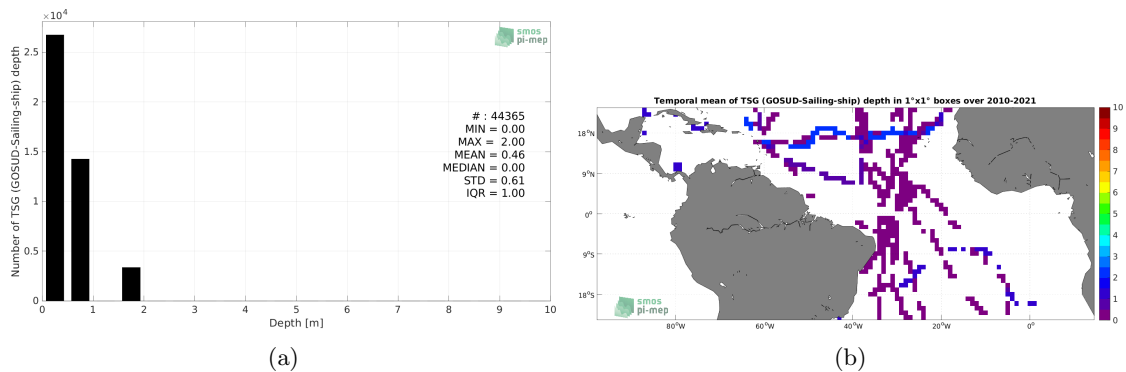 ×10⁴
smos
pi-mep
Number of TSG (GOSUD-Sailing-ship) depth
2.5
2
1.5
1
0.5
0
# : 44365
MIN = 0.00
MAX = 2.00
MEAN = 0.46
MEDIAN = 0.00
STD = 0.61
IQR = 1.00
0 1 2 3 4 5 6 7 8 9 10
Depth [m]
(a)
Temporal mean of TSG (GOSUD-Sailing-ship) depth in 1°x1° boxes over 2010-2021
18°N
9°N
0°
9°S
18°S
80°W 60°W 40°W 20°W 0°
10
9
8
7
6
5
4
3
2
1
0
smos
pi-mep
(b)